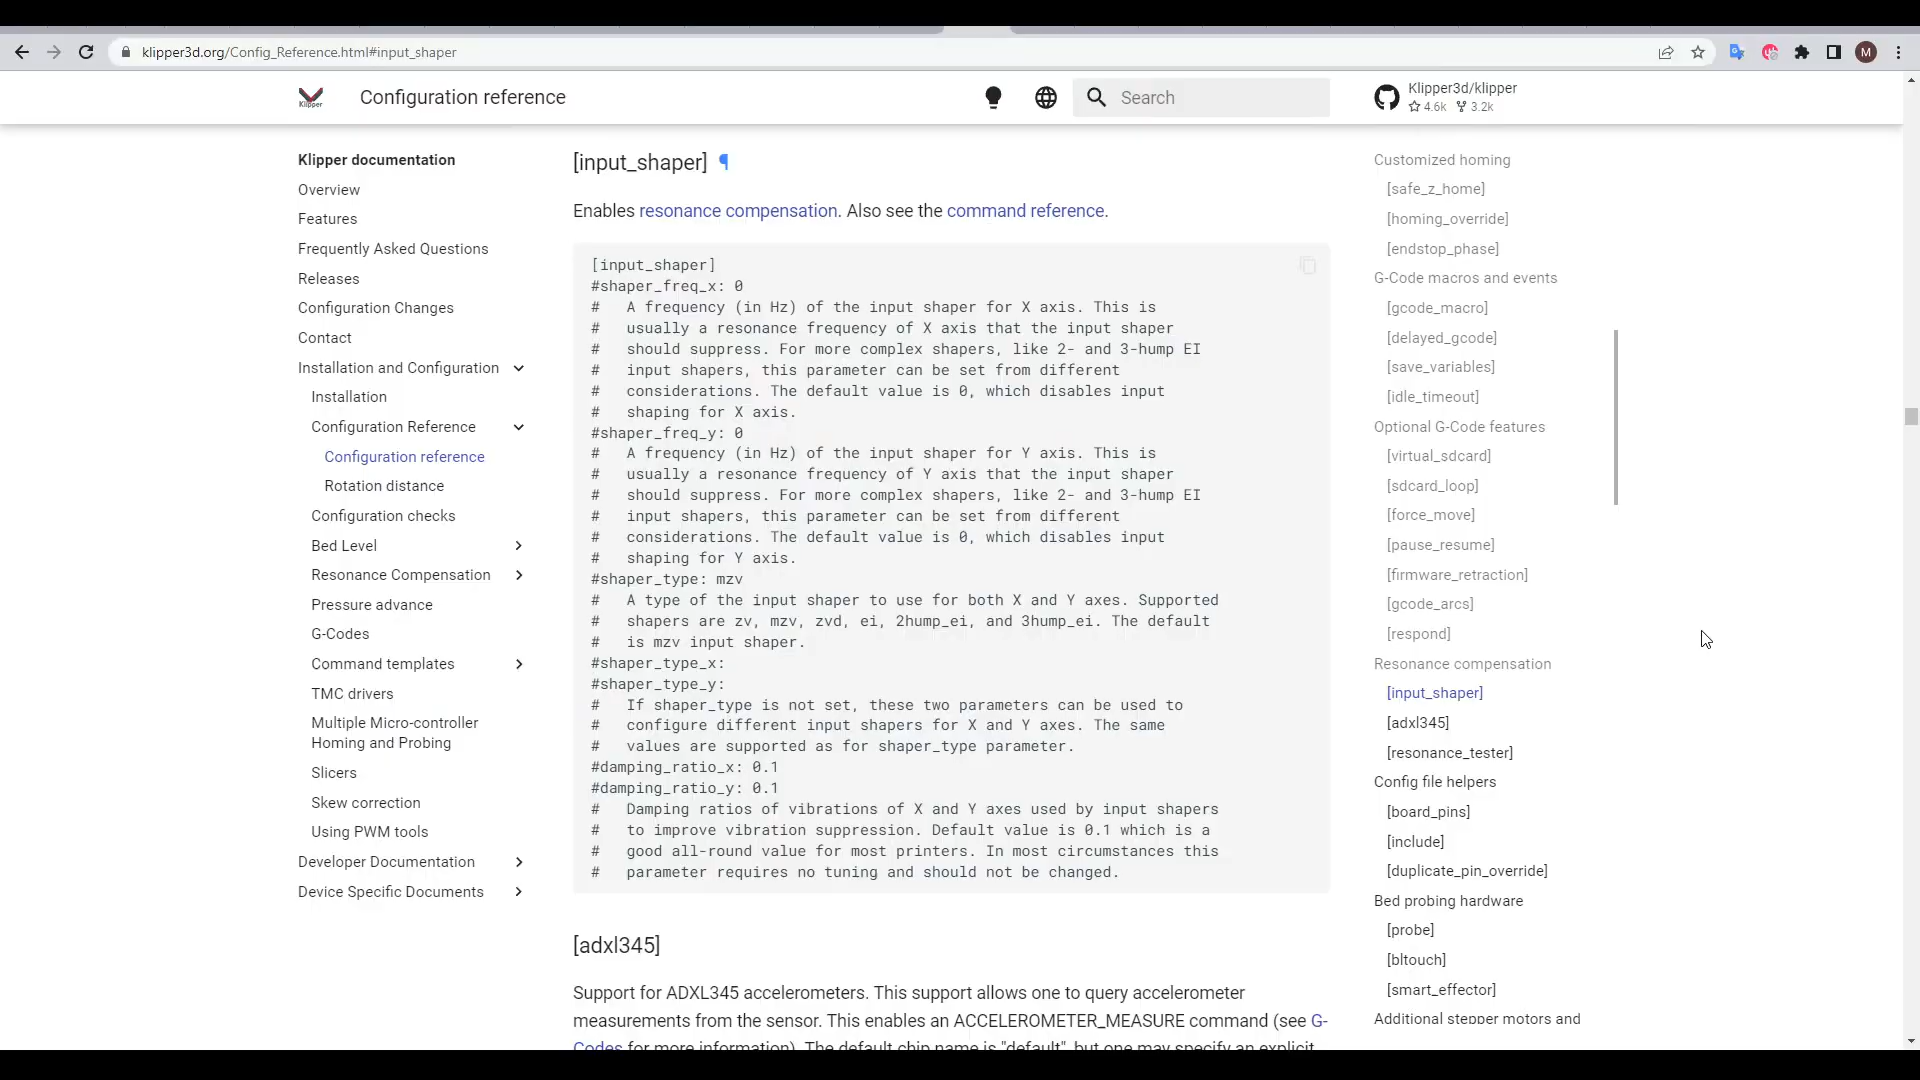 klipper3d.org/Config_Reference.html#input_shaper
M
Klipper
Configuration reference
Search
Klipper3d/klipper
4.6k 3.2k
Klipper documentation
Overview
Features
Frequently Asked Questions
Releases
Configuration Changes
Contact
Installation and Configuration
Installation
Configuration Reference
Configuration reference
Rotation distance
Configuration checks
Bed Level
Resonance Compensation
Pressure advance
G-Codes
Command templates
TMC drivers
Multiple Micro-controller
Homing and Probing
Slicers
Skew correction
Using PWM tools
Developer Documentation
Device Specific Documents
[input_shaper] ¶
Enables resonance compensation. Also see the command reference.
[input_shaper]
#shaper_freq_x: 0
#   A frequency (in Hz) of the input shaper for X axis. This is
#   usually a resonance frequency of X axis that the input shaper
#   should suppress. For more complex shapers, like 2- and 3-hump EI
#   input shapers, this parameter can be set from different
#   considerations. The default value is 0, which disables input
#   shaping for X axis.
#shaper_freq_y: 0
#   A frequency (in Hz) of the input shaper for Y axis. This is
#   usually a resonance frequency of Y axis that the input shaper
#   should suppress. For more complex shapers, like 2- and 3-hump EI
#   input shapers, this parameter can be set from different
#   considerations. The default value is 0, which disables input
#   shaping for Y axis.
#shaper_type: mzv
#   A type of the input shaper to use for both X and Y axes. Supported
#   shapers are zv, mzv, zvd, ei, 2hump_ei, and 3hump_ei. The default
#   is mzv input shaper.
#shaper_type_x:
#shaper_type_y:
#   If shaper_type is not set, these two parameters can be used to
#   configure different input shapers for X and Y axes. The same
#   values are supported as for shaper_type parameter.
#damping_ratio_x: 0.1
#damping_ratio_y: 0.1
#   Damping ratios of vibrations of X and Y axes used by input shapers
#   to improve vibration suppression. Default value is 0.1 which is a
#   good all-round value for most printers. In most circumstances this
#   parameter requires no tuning and should not be changed.
[adxl345]
Support for ADXL345 accelerometers. This support allows one to query accelerometer
measurements from the sensor. This enables an ACCELEROMETER_MEASURE command (see G-
Codes for more information). The default chip name is "default", but one may specify an explicit
Customized homing
[safe_z_home]
[homing_override]
[endstop_phase]
G-Code macros and events
[gcode_macro]
[delayed_gcode]
[save_variables]
[idle_timeout]
Optional G-Code features
[virtual_sdcard]
[sdcard_loop]
[force_move]
[pause_resume]
[firmware_retraction]
[gcode_arcs]
[respond]
Resonance compensation
[input_shaper]
[adxl345]
[resonance_tester]
Config file helpers
[board_pins]
[include]
[duplicate_pin_override]
Bed probing hardware
[probe]
[bltouch]
[smart_effector]
Additional stepper motors and